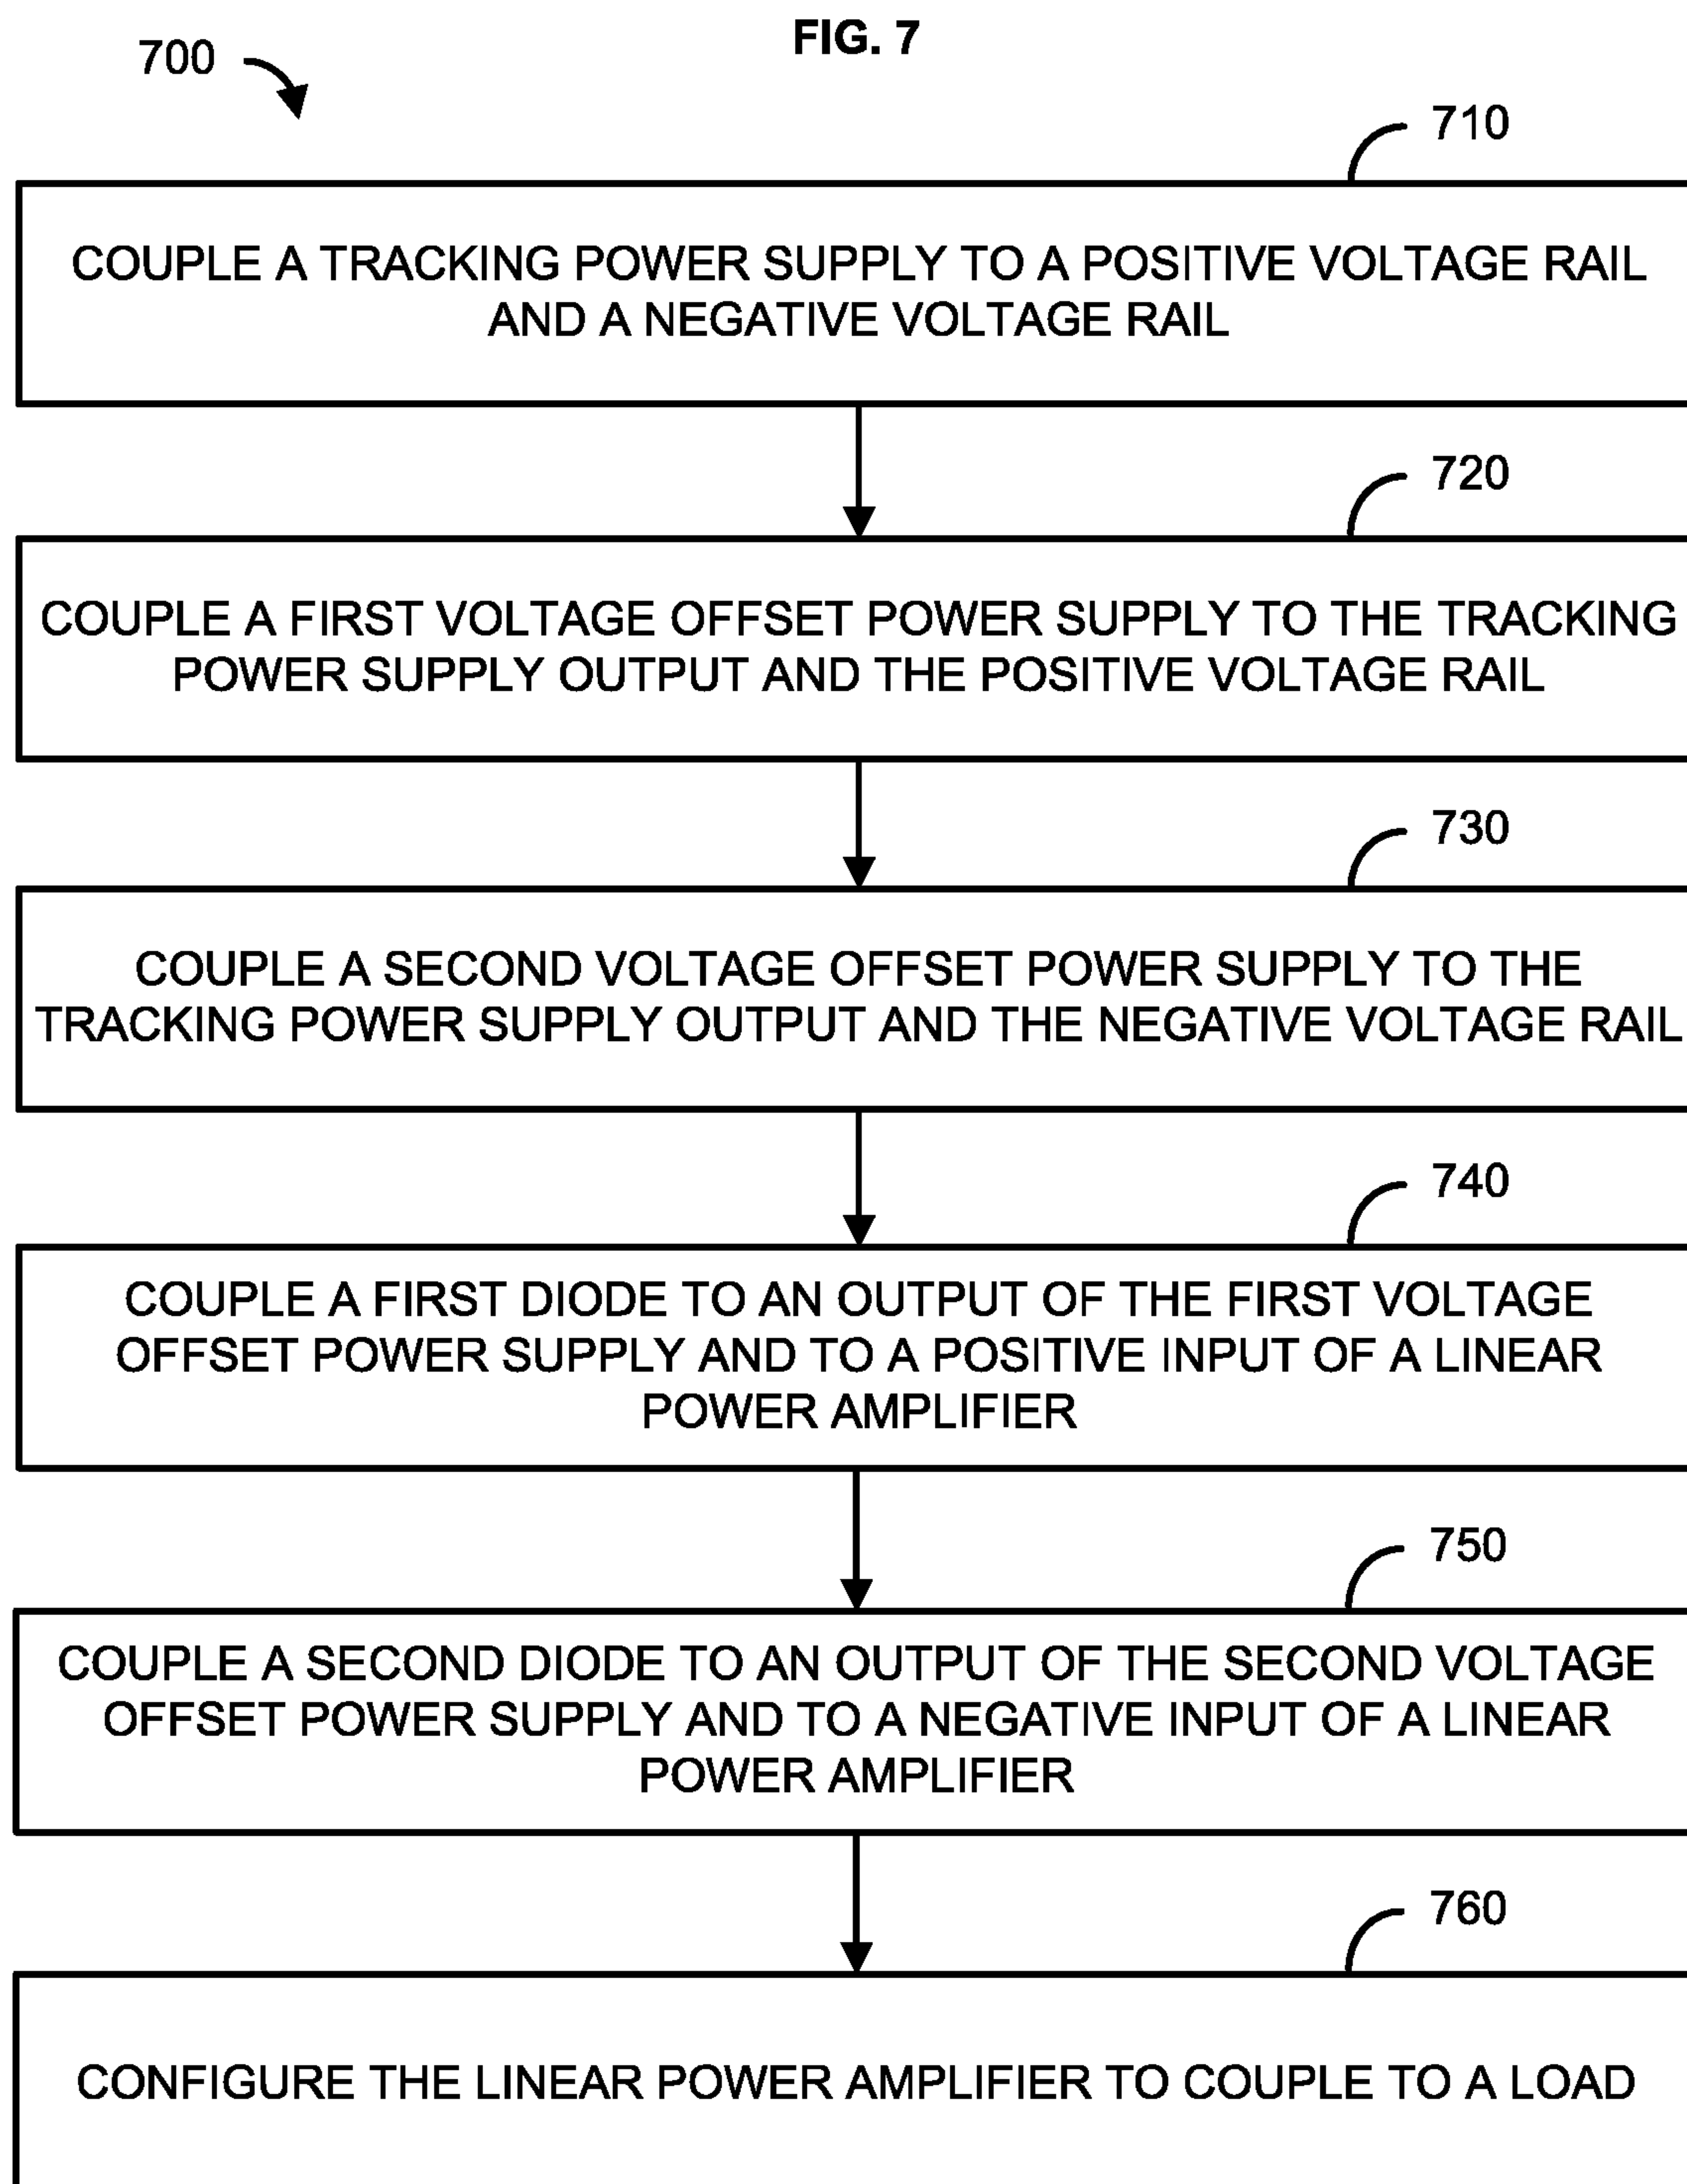 FIG. 7
700
710
COUPLE A TRACKING POWER SUPPLY TO A POSITIVE VOLTAGE RAIL
AND A NEGATIVE VOLTAGE RAIL
720
COUPLE A FIRST VOLTAGE OFFSET POWER SUPPLY TO THE TRACKING
POWER SUPPLY OUTPUT AND THE POSITIVE VOLTAGE RAIL
730
COUPLE A SECOND VOLTAGE OFFSET POWER SUPPLY TO THE
TRACKING POWER SUPPLY OUTPUT AND THE NEGATIVE VOLTAGE RAIL
740
COUPLE A FIRST DIODE TO AN OUTPUT OF THE FIRST VOLTAGE
OFFSET POWER SUPPLY AND TO A POSITIVE INPUT OF A LINEAR
POWER AMPLIFIER
750
COUPLE A SECOND DIODE TO AN OUTPUT OF THE SECOND VOLTAGE
OFFSET POWER SUPPLY AND TO A NEGATIVE INPUT OF A LINEAR
POWER AMPLIFIER
760
CONFIGURE THE LINEAR POWER AMPLIFIER TO COUPLE TO A LOAD